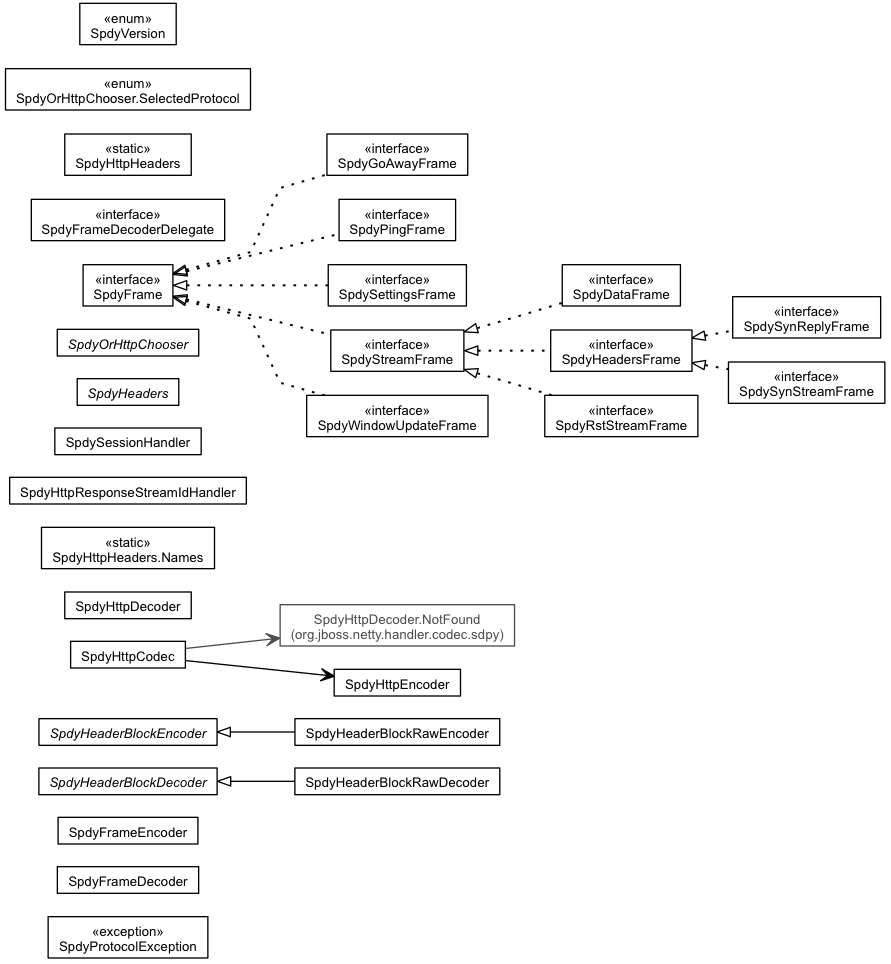 «enum»
SpdyVersion
«enum»
SpdyOrHttpChooser.SelectedProtocol
«static»
SpdyHttpHeaders
«interface»
SpdyGoAwayFrame
«interface»
SpdyFrameDecoderDelegate
«interface»
SpdyPingFrame
«interface»
SpdyFrame
«interface»
SpdySettingsFrame
«interface»
SpdyDataFrame
«interface»
SpdySynReplyFrame
SpdyOrHttpChooser
«interface»
SpdyStreamFrame
«interface»
SpdyHeadersFrame
«interface»
SpdySynStreamFrame
SpdyHeaders
«interface»
SpdyWindowUpdateFrame
«interface»
SpdyRstStreamFrame
SpdySessionHandler
SpdyHttpResponseStreamIdHandler
«static»
SpdyHttpHeaders.Names
SpdyHttpDecoder
SpdyHttpDecoder.NotFound
(org.jboss.netty.handler.codec.sdpy)
SpdyHttpCodec
SpdyHttpEncoder
SpdyHeaderBlockEncoder
SpdyHeaderBlockRawEncoder
SpdyHeaderBlockDecoder
SpdyHeaderBlockRawDecoder
SpdyFrameEncoder
SpdyFrameDecoder
«exception»
SpdyProtocolException